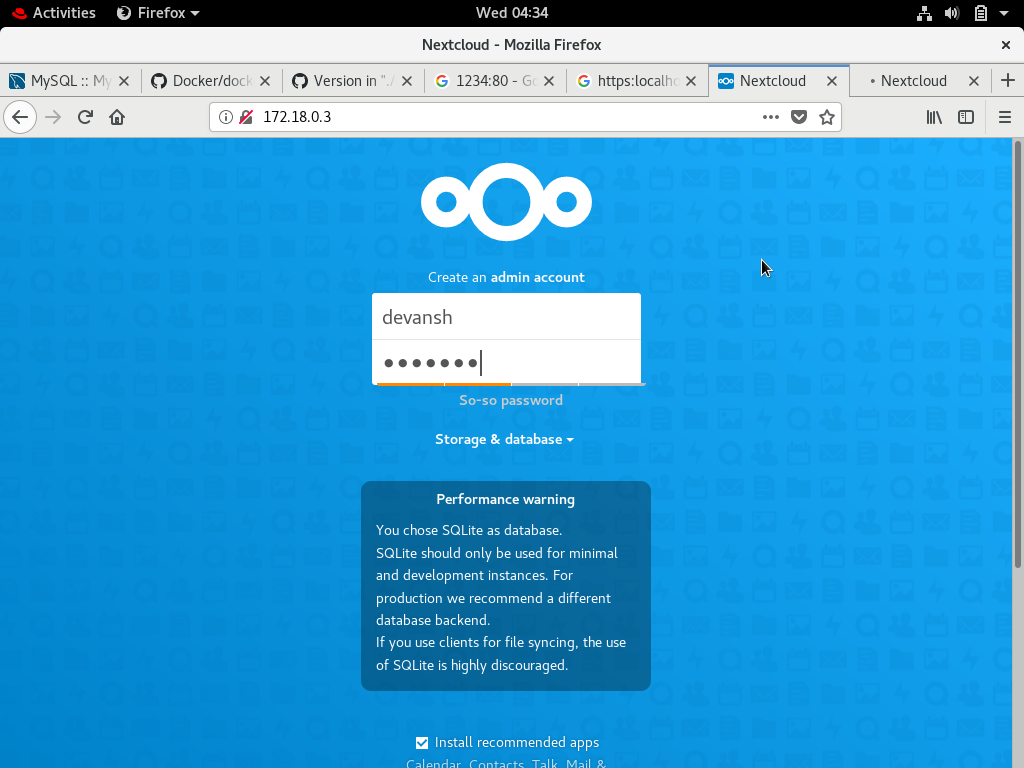 Activities Firefox Wed 04:34
Nextcloud - Mozilla Firefox
MySQL :: My Docker/dock Version in "./ 1234:80 - Go https:localho Nextcloud Nextcloud
172.18.0.3
Create an admin account
devansh
So-so password
Storage & database
Performance warning
You chose SQLite as database.
SQLite should only be used for minimal
and development instances. For
production we recommend a different
database backend.
If you use clients for file syncing, the use
of SQLite is highly discouraged.
Install recommended apps
Calendar, Contacts, Talk, Mail &